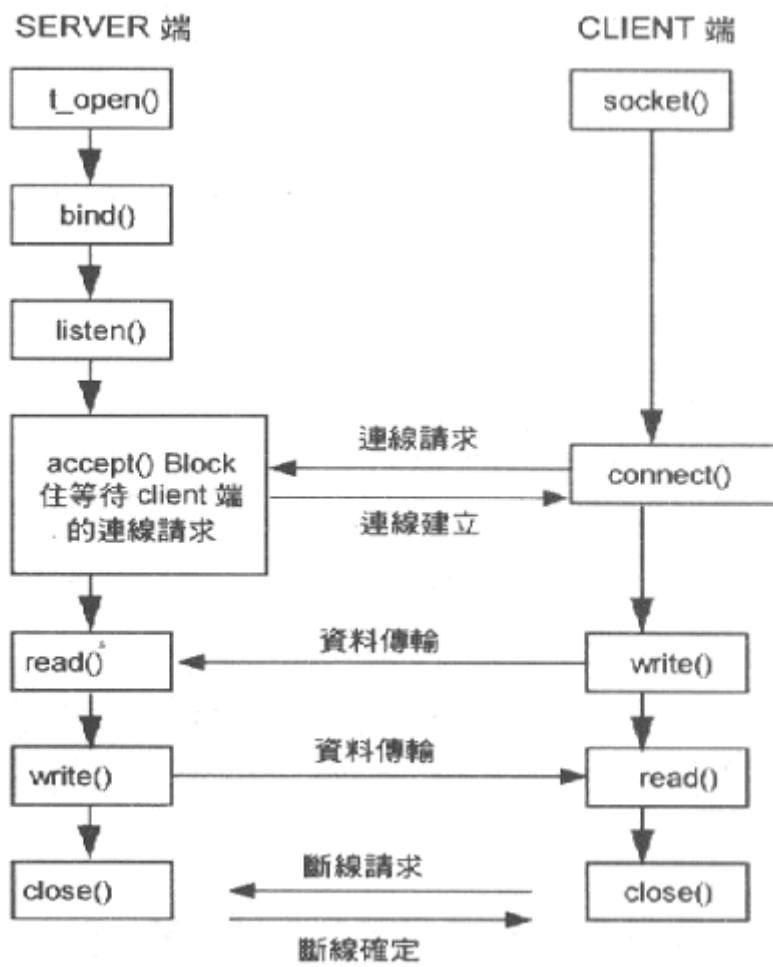 SERVER 端
CLIENT 端
t_open()
socket()
bind()
listen()
accept() Block
住等待 client 端
的連線請求
連線請求
connect()
連線建立
read()
資料傳輸
write()
write()
資料傳輸
read()
close()
斷線請求
close()
斷線確定